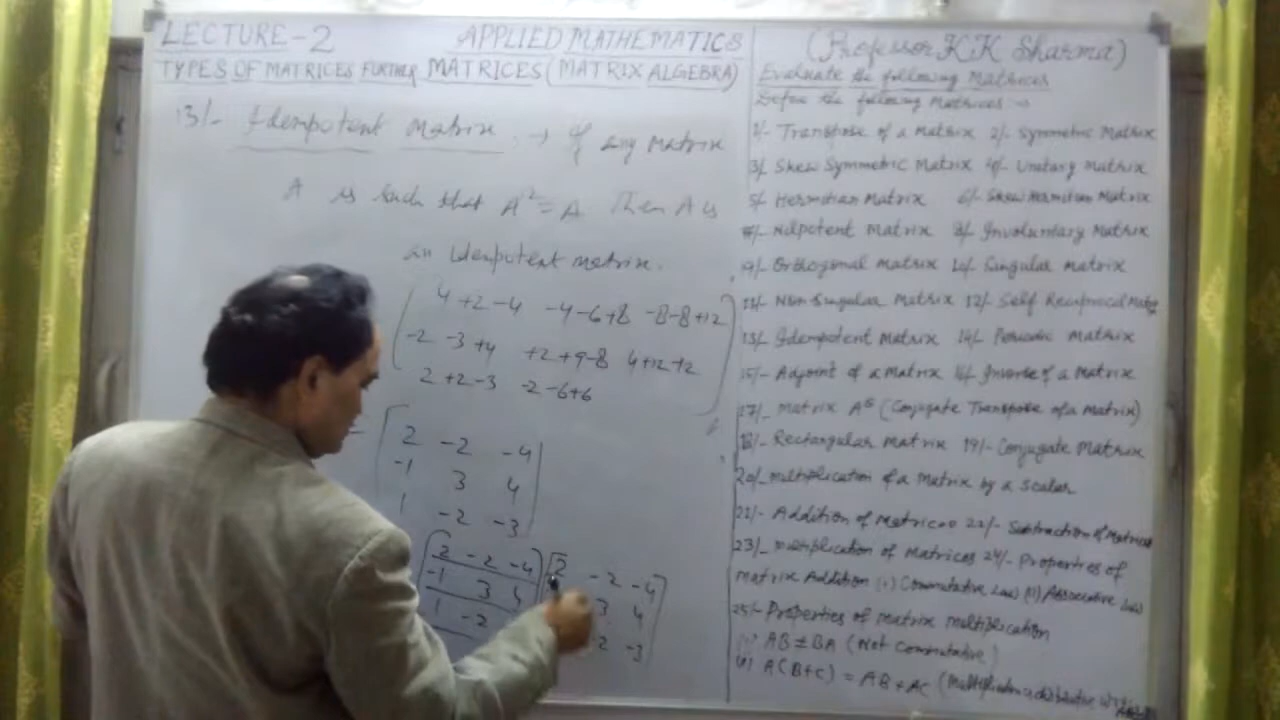 LECTURE-2 APPLIED MATHEMATICS
TYPES OF MATRICES FURTHER MATRICES (MATRIX ALGEBRA)
13/- Idempotent Matrix. → If any Matrix
A is such that A²=A Then A is
an Idempotent matrix.
4+2-4 -4-6+8 -8-8+12
-2-3+4 +2+9-8 4+12+2
2+2-3 -2-6+6
= 2 -2 -4
-1 3 4
1 -2 -3
2 -2 -4 2 -2 -4
-1 3 4 3 4
1 -2 2 -3
(Professor KK Sharma)
Evaluate the following Matrices
Define the following Matrices :→
1/- Transpose of a Matrix 2/- Symmetric Matrix
3/- Skew Symmetric Matrix 4/- Unitary Matrix
5/- Hermitian Matrix 6/- Skew Hermitian Matrix
7/- Nilpotent Matrix 8/- Involuntary Matrix
9/- Orthogonal Matrix 10/- Singular Matrix
11/- Non Singular Matrix 12/- Self Reciprocal
13/- Idempotent Matrix 14/- Periodic Matrix
15/- Adjoint of a Matrix 16/- Inverse of a Matrix
Matrix (Conjugate Transpose of a Matrix)
18/- Rectangular Matrix 19/- Conjugate Matrix
20/- Multiplication of a Matrix by a Scalar
21/- Addition of Matrices 22/- Subtraction of Matrices
23/- Multiplication of Matrices 24/- Properties of
Matrix Addition (i) Commutative Law (ii) Associative Law
25/- Properties of Matrix Multiplication
(i) AB ≠ BA (Not Commutative)
(ii) A(B+C) = AB+AC